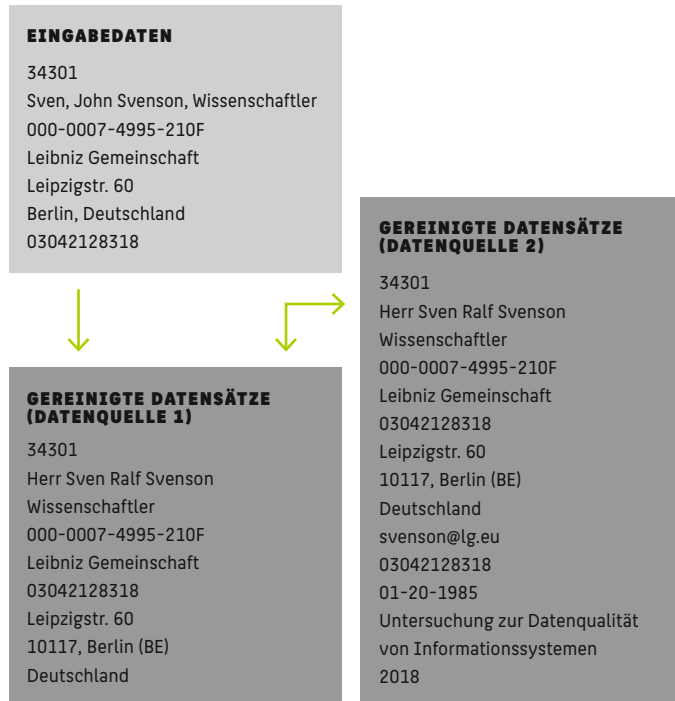 EINGABEDATEN
34301
Sven, John Svenson, Wissenschaftler
000-0007-4995-210F
Leibniz Gemeinschaft
Leipzigstr. 60
Berlin, Deutschland
03042128318
GEREINIGTE DATENSÄTZE
(DATENQUELLE 1)
34301
Herr Sven Ralf Svenson
Wissenschaftler
000-0007-4995-210F
Leibniz Gemeinschaft
03042128318
Leipzigstr. 60
10117, Berlin (BE)
Deutschland
GEREINIGTE DATENSÄTZE
(DATENQUELLE 2)
34301
Herr Sven Ralf Svenson
Wissenschaftler
000-0007-4995-210F
Leibniz Gemeinschaft
03042128318
Leipzigstr. 60
10117, Berlin (BE)
Deutschland
svenson@lg.eu
03042128318
01-20-1985
Untersuchung zur Datenqualität
von Informationssystemen
2018